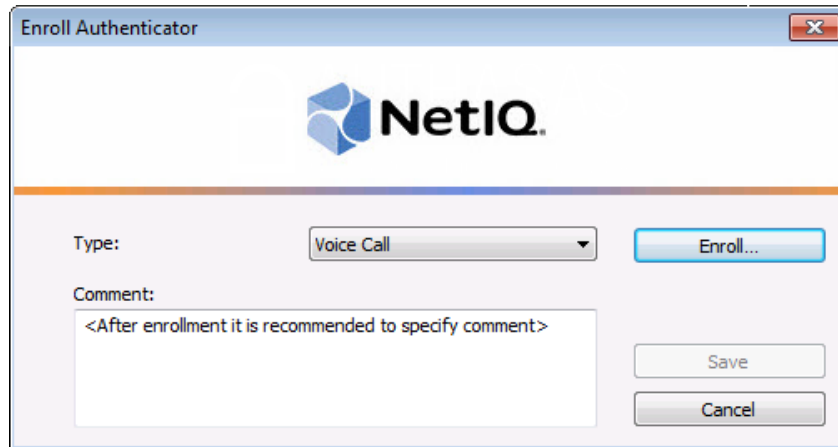 Enroll Authenticator
NetIQ®
Type:
Voice Call
Enroll...
Comment:
<After enrollment it is recommended to specify comment>
Save
Cancel